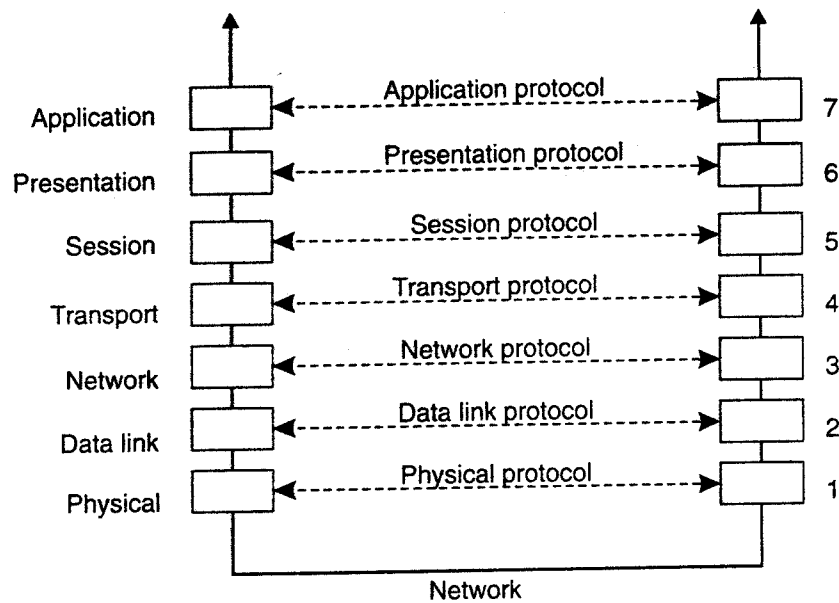 Application protocol
Application
7
Presentation protocol
Presentation
6
Session protocol
Session
5
Transport protocol
Transport
4
Network protocol
Network
3
Data link protocol
Data link
2
Physical protocol
Physical
1
Network